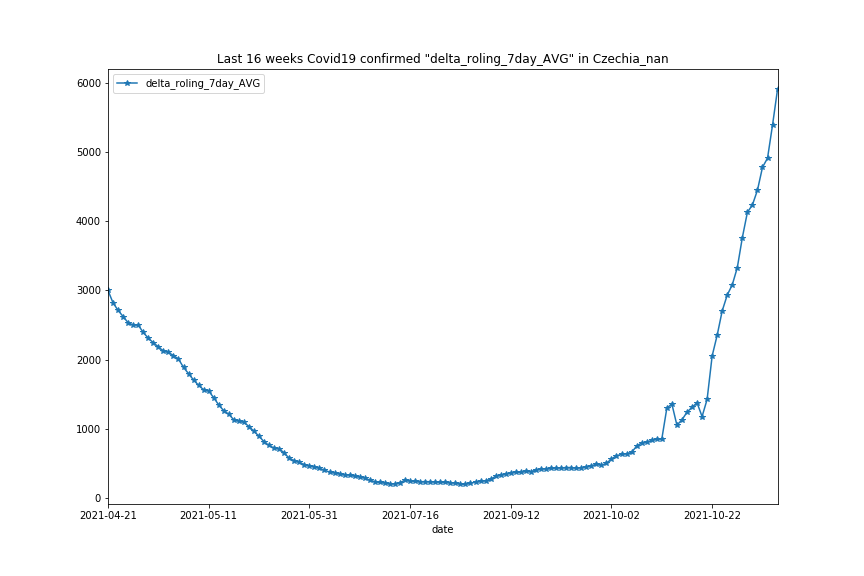 Last 16 weeks Covid19 confirmed "delta_roling_7day_AVG" in Czechia_nan
delta_roling_7day_AVG
6000
5000
4000
3000
2000
1000
0
2021-04-21 2021-05-11 2021-05-31 2021-07-16 2021-09-12 2021-10-02 2021-10-22
date